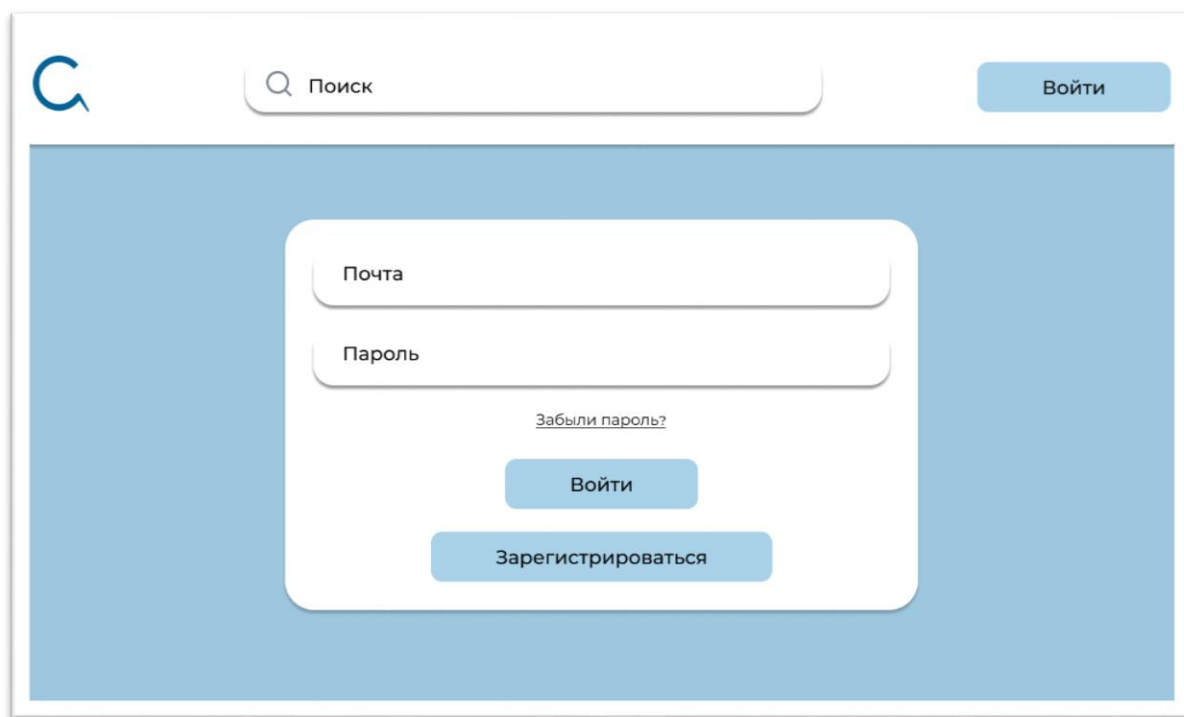 Поиск
Войти
Почта
Пароль
Забыли пароль?
Войти
Зарегистрироваться